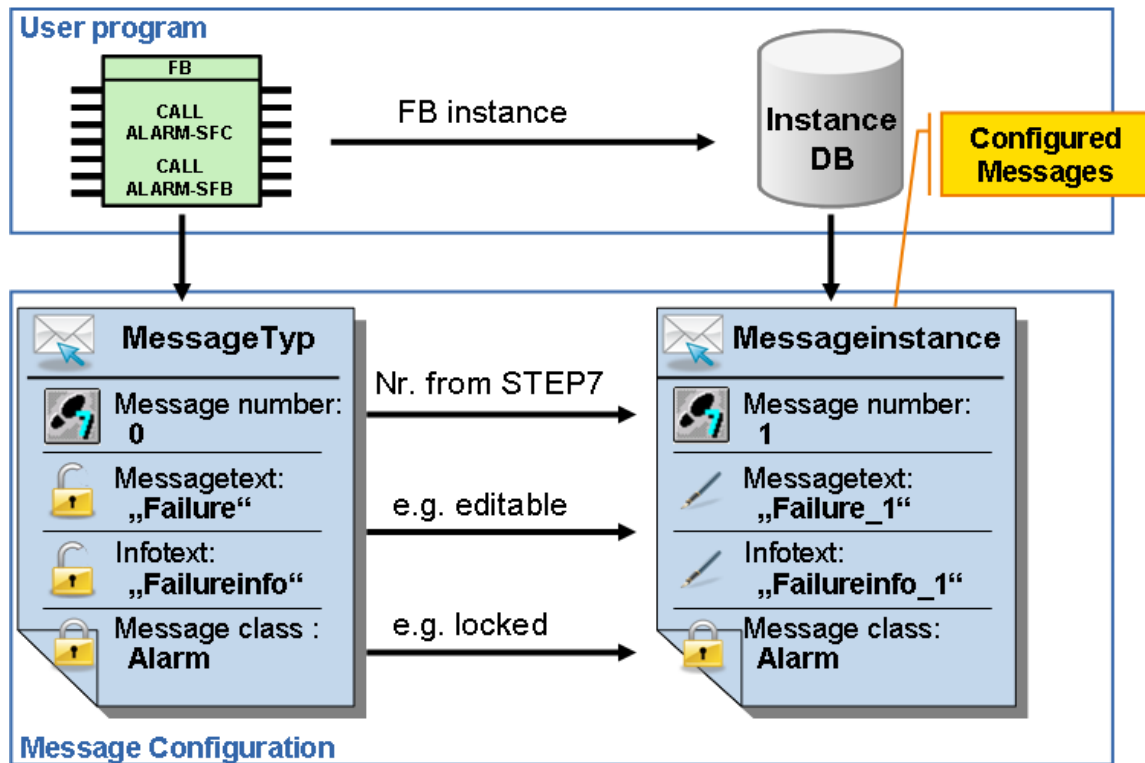 User program
FB
CALL
ALARM-SFC
CALL
ALARM-SFB
FB instance
Instance
DB
Configured
Messages
MessageTyp
Message number:
0
Messagetext:
„Failure“
Infotext:
„Failureinfo“
Message class :
Alarm
Nr. from STEP7
e.g. editable
e.g. locked
Messageinstance
Message number:
1
Messagetext:
„Failure_1“
Infotext:
„Failureinfo_1“
Message class:
Alarm
Message Configuration